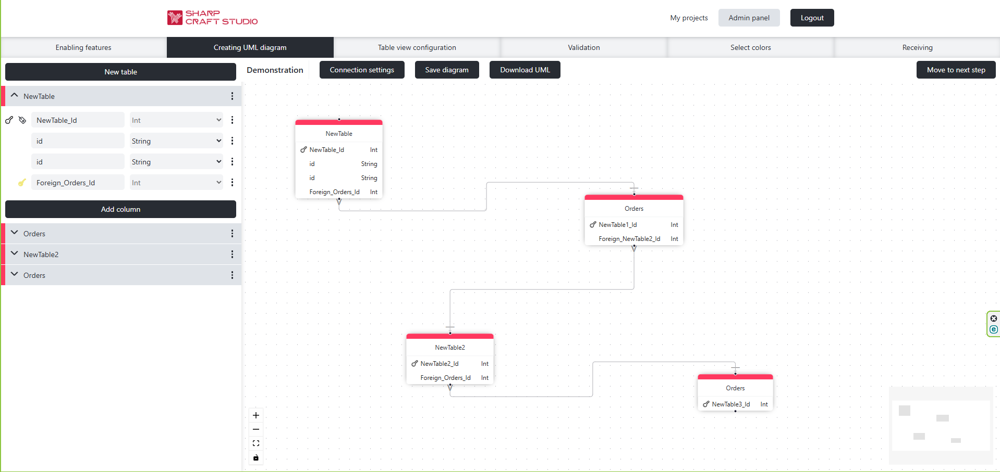 SHARP
CRAFT STUDIO
My projects
Admin panel
Logout
Enabling features
Creating UML diagram
Table view configuration
Validation
Select colors
Receiving
New table
Demonstration
Connection settings
Save diagram
Download UML
Move to next step
NewTable
NewTable_Id Int
id String
id String
Foreign_Orders_Id Int
Add column
Orders
NewTable2
Orders
NewTable
NewTable_Id Int
id String
id String
Foreign_Orders_Id Int
Orders
NewTable1_Id Int
Foreign_NewTable2_Id Int
NewTable2
NewTable2_Id Int
Foreign_Orders_Id Int
Orders
NewTable3_Id Int